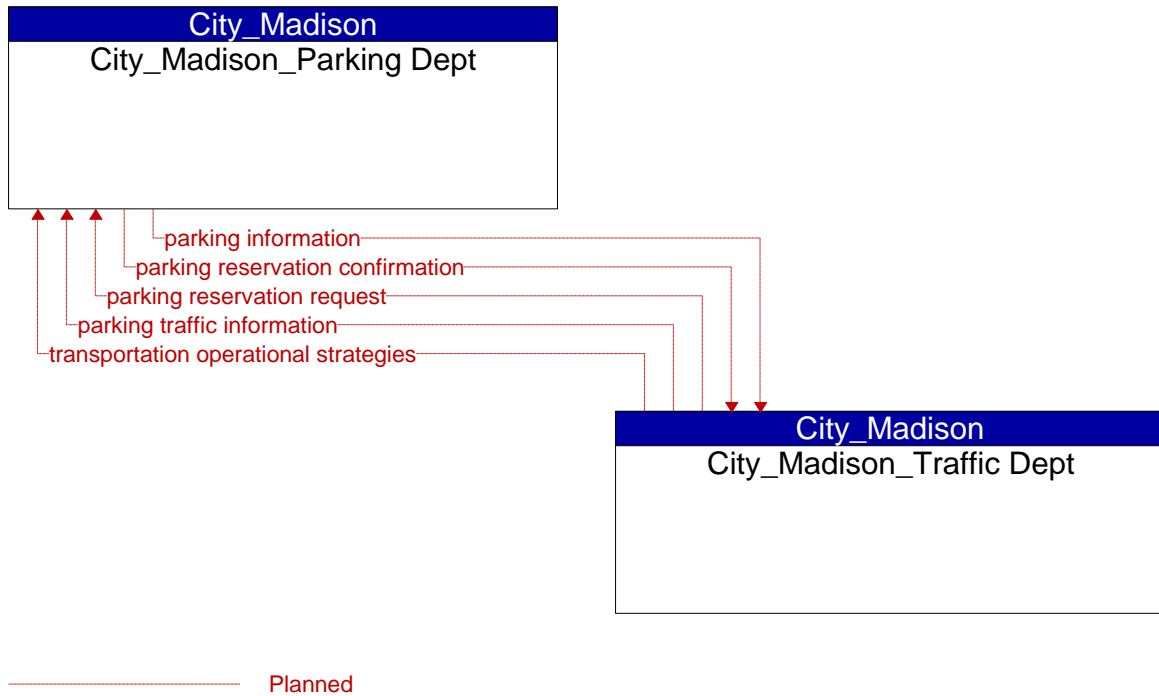 City_Madison
City_Madison_Parking Dept
parking information
parking reservation confirmation
parking reservation request
parking traffic information
transportation operational strategies
City_Madison
City_Madison_Traffic Dept
Planned